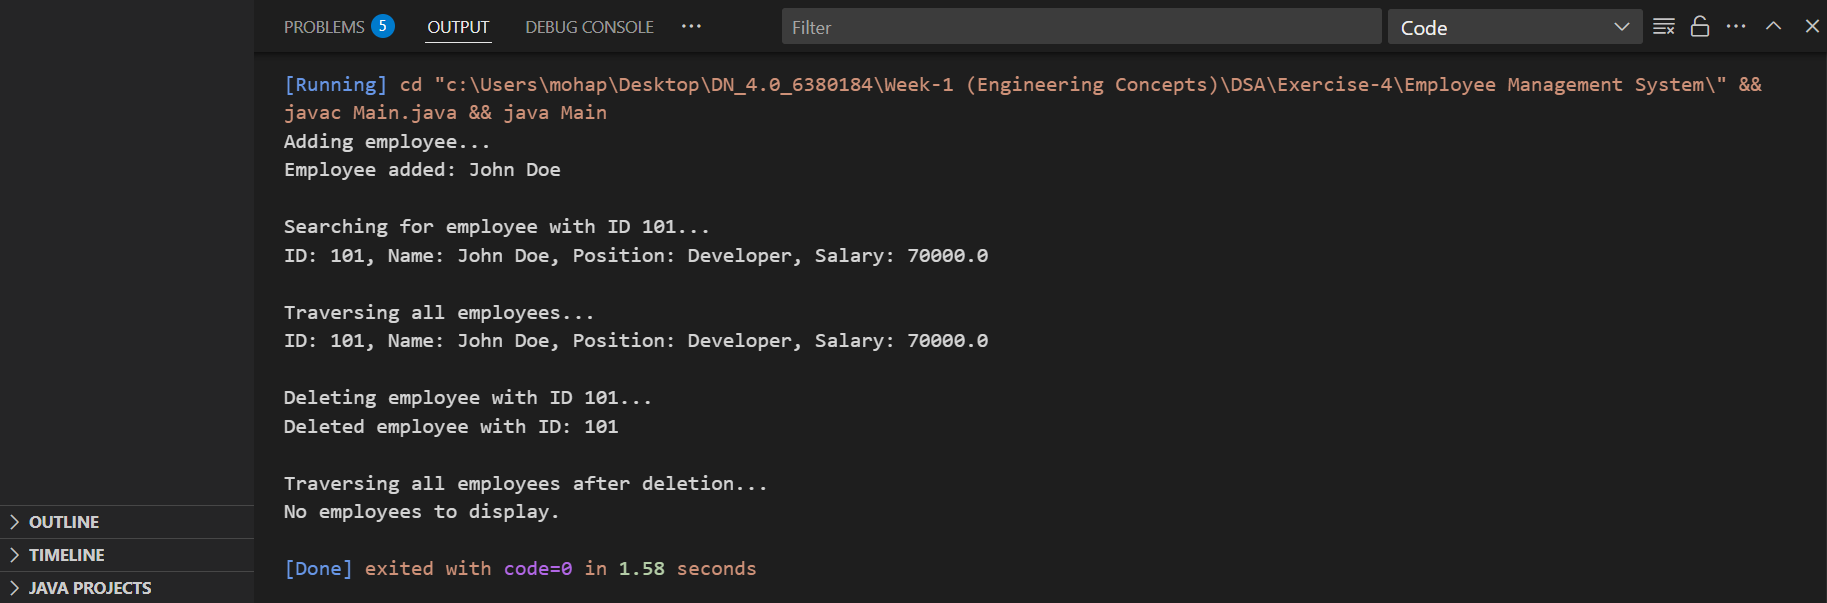 PROBLEMS 5 OUTPUT DEBUG CONSOLE ··· Filter Code ···
[Running] cd "c:\Users\mohap\Desktop\DN_4.0_6380184\Week-1 (Engineering Concepts)\DSA\Exercise-4\Employee Management System\" &&
javac Main.java && java Main
Adding employee...
Employee added: John Doe
Searching for employee with ID 101...
ID: 101, Name: John Doe, Position: Developer, Salary: 70000.0
Traversing all employees...
ID: 101, Name: John Doe, Position: Developer, Salary: 70000.0
Deleting employee with ID 101...
Deleted employee with ID: 101
Traversing all employees after deletion...
No employees to display.
[Done] exited with code=0 in 1.58 seconds
OUTLINE
TIMELINE
JAVA PROJECTS